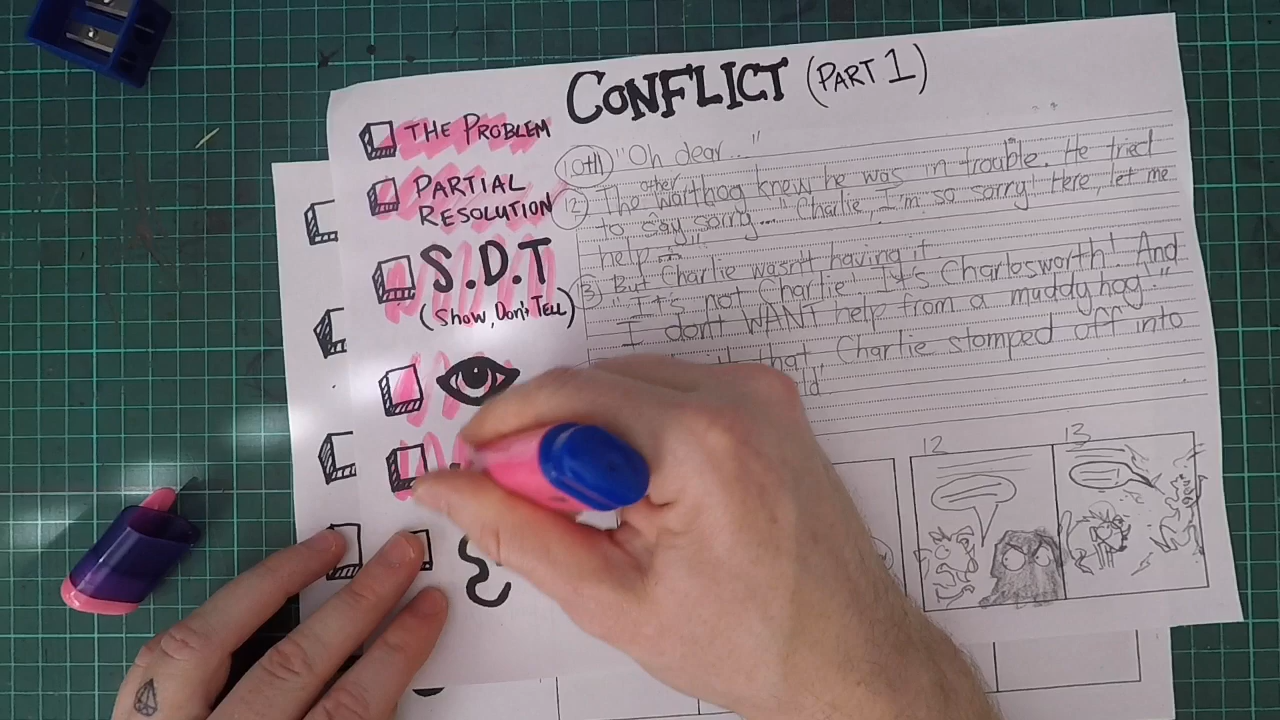 CONFLICT (PART 1)
THE PROBLEM
PARTIAL
RESOLUTION
S.D.T
(SHOW, DON'T TELL)
10+11 "Oh dear..."
other
12) The warthog knew he was in trouble. He tried
to say sorry... "Charlie, I'm so sorry! Here, let me
help..."
13) But Charlie wasn't having it
"It's not Charlie! It's Charlesworth! And
I don't WANT help from a muddy hog!"
that Charlie stomped off into
12
13